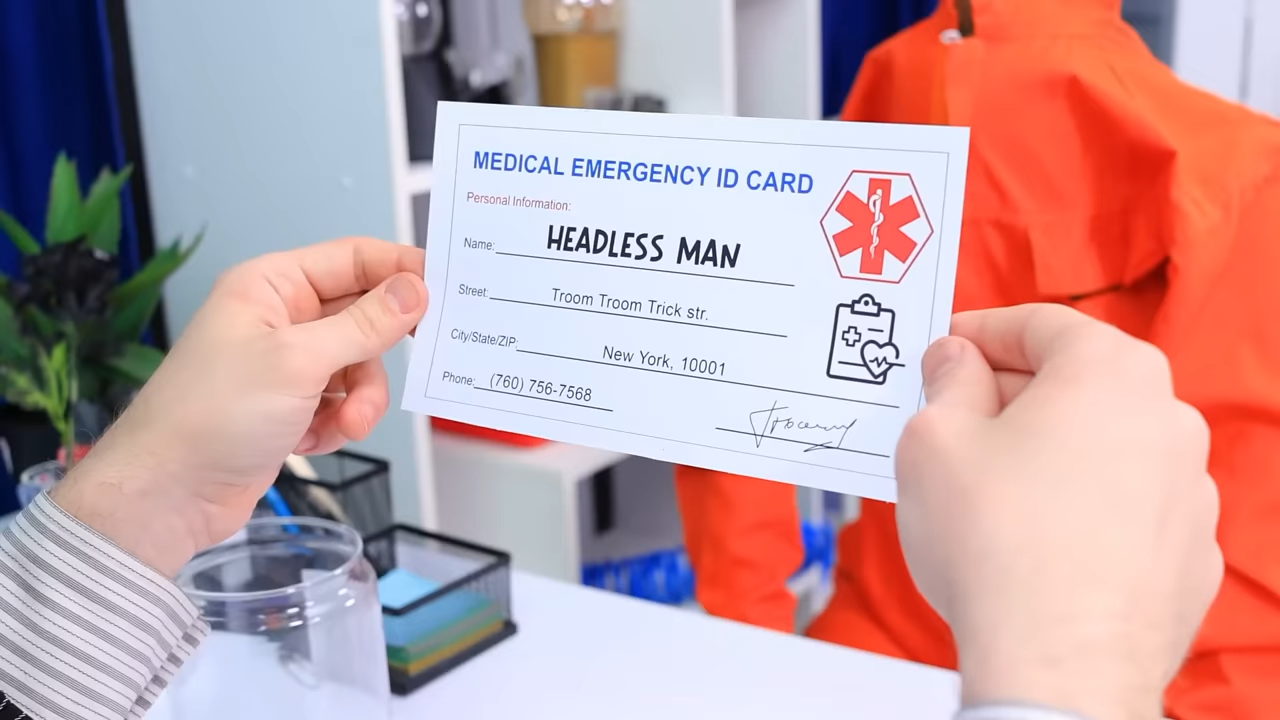 MEDICAL EMERGENCY ID CARD
Personal Information:
Name: HEADLESS MAN
Street: Troom Troom Trick str.
City/State/ZIP: New York, 10001
Phone: (760) 756-7568